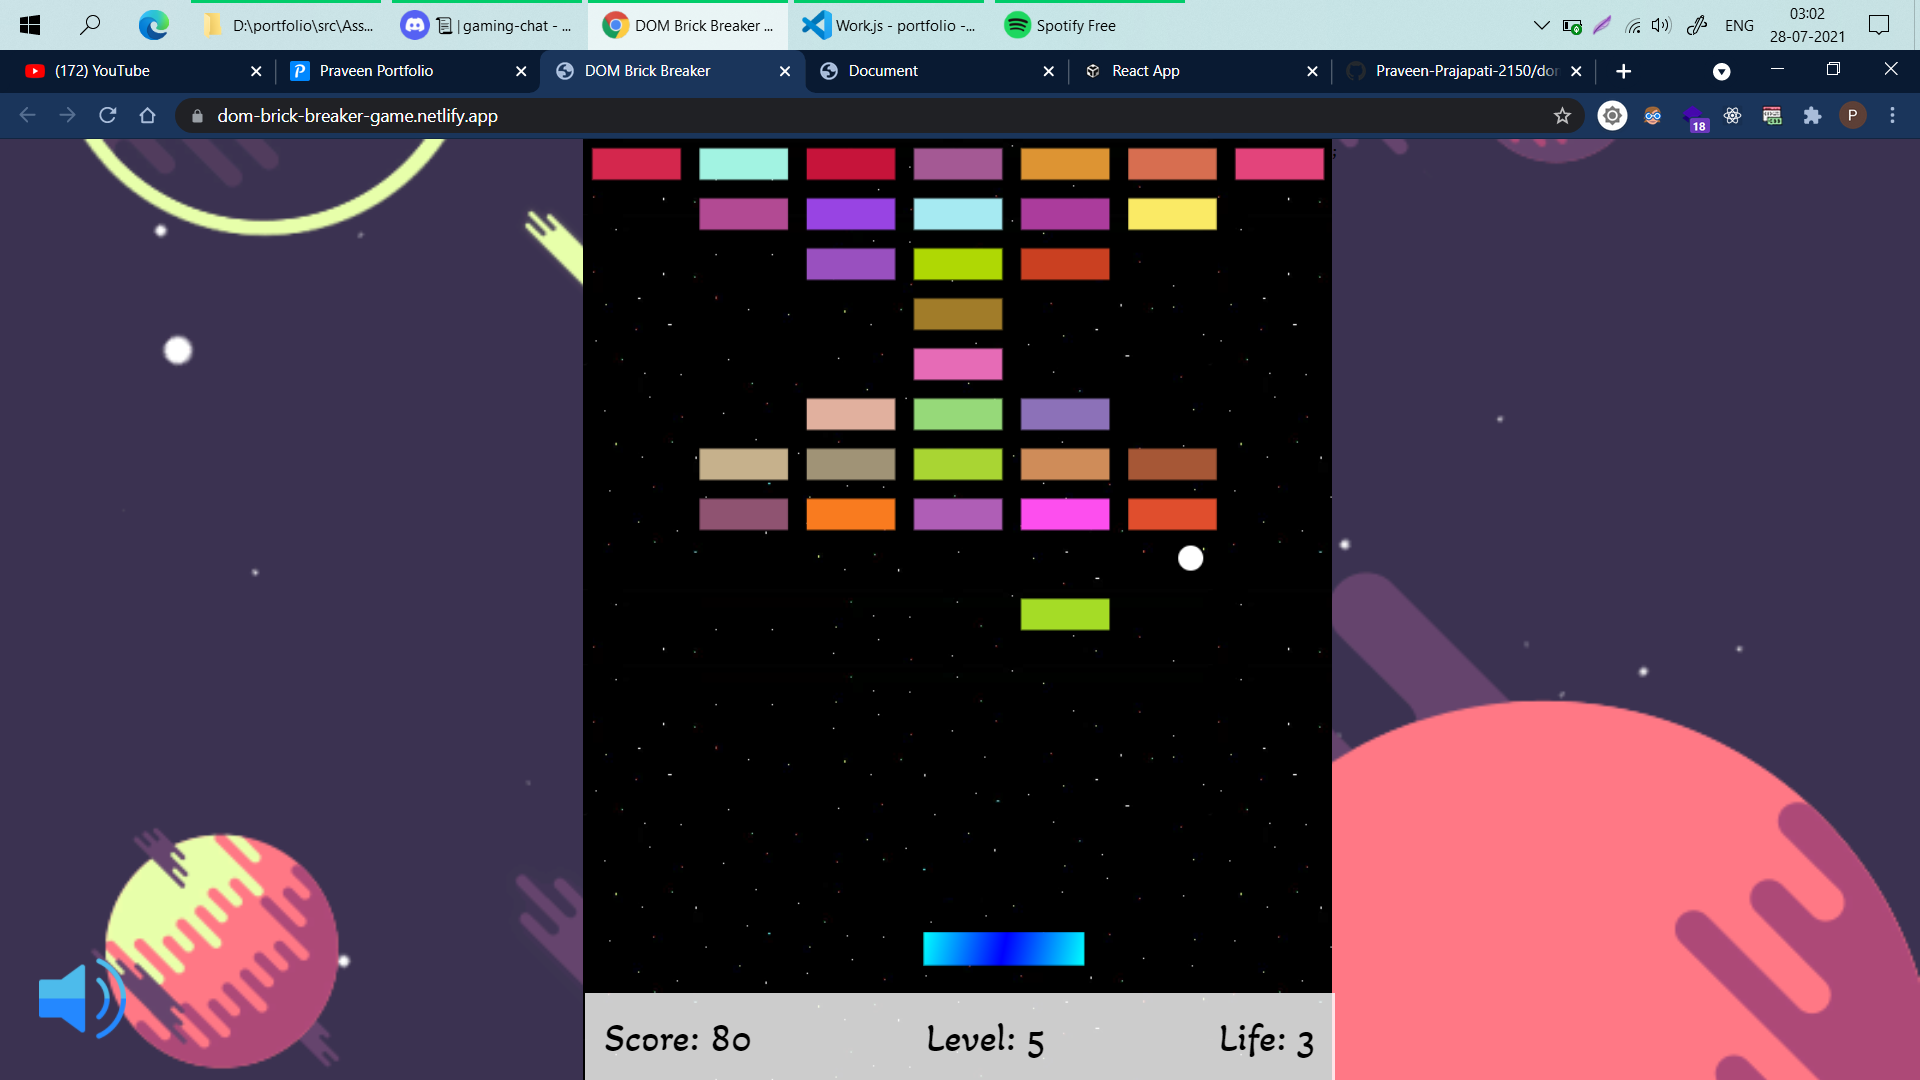 D:\portfolio\src\Ass...
| gaming-chat - ...
DOM Brick Breaker ...
Work.js - portfolio -...
Spotify Free
ENG
03:02
28-07-2021
(172) YouTube
Praveen Portfolio
DOM Brick Breaker
Document
React App
Praveen-Prajapati-2150/do
dom-brick-breaker-game.netlify.app
18
P
;
Score: 80
Level: 5
Life: 3